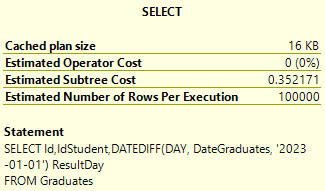 SELECT
Cached plan size 16 KB
Estimated Operator Cost 0 (0%)
Estimated Subtree Cost 0.352171
Estimated Number of Rows Per Execution 100000
Statement
SELECT Id,IdStudent,DATEDIFF(DAY, DateGraduates, '2023
-01-01') ResultDay
FROM Graduates